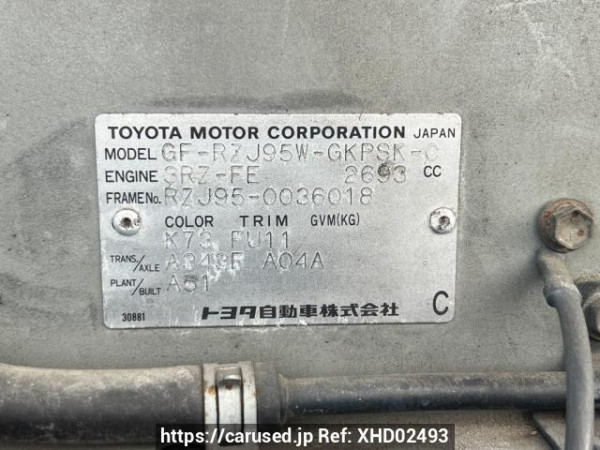 TOYOTA MOTOR CORPORATION JAPAN
MODEL GF-RZJ95W-GKPSK-
ENGINE 3RZ-FE 2693 CC
FRAME No. RZJ95-0036018
COLOR TRIM GVM(KG)
K73 FU11
TRANS./AXLE A343F A04A
PLANT/BUILT A51
30881 トヨタ自動車株式会社 C
https://carused.jp Ref: XHD02493